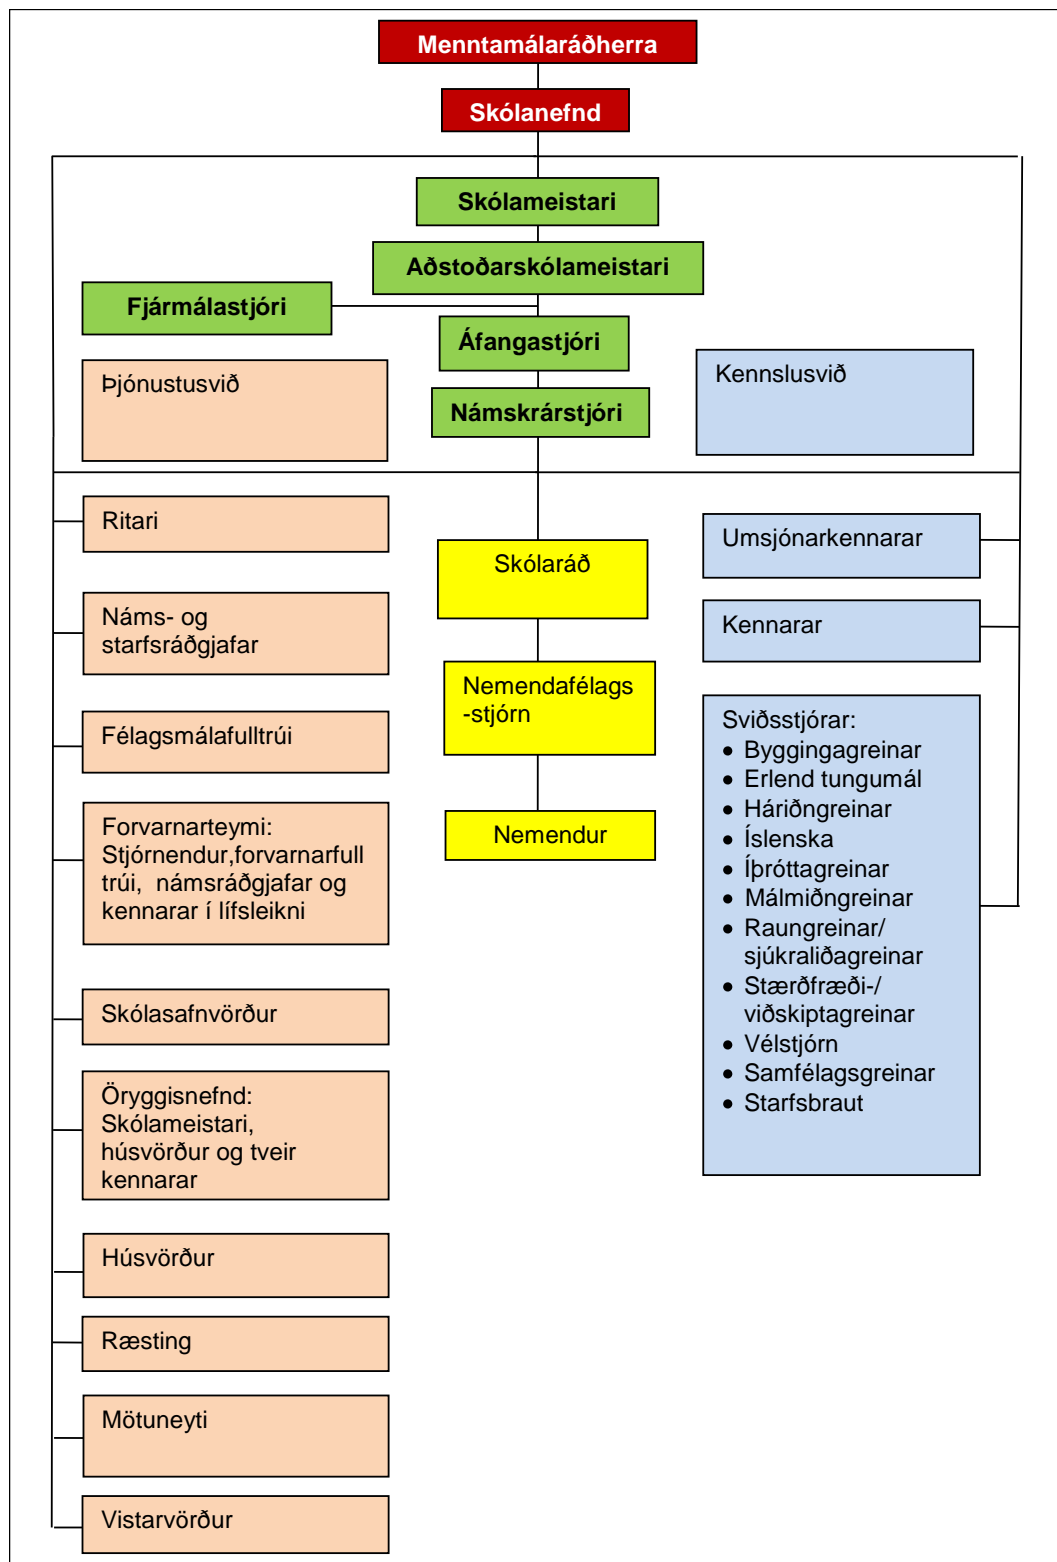 Menntamálaráðherra
Skólanefnd
Skólameistari
Aðstoðarskólameistari
Fjármálastjóri
Áfangastjóri
Námskrárstjóri
Þjónustusvið
Kennslusvið
Ritari
Náms- og
starfsráðgjafar
Félagsmálafulltrúi
Forvarnarteymi:
Stjórnendur,forvarnarfull
trúi,  námsráðgjafar og
kennarar í lífsleikni
Skólasafnvörður
Öryggisnefnd:
Skólameistari,
húsvörður og tveir
kennarar
Húsvörður
Ræsting
Mötuneyti
Vistarvörður
Skólaráð
Nemendafélags
-stjórn
Nemendur
Umsjónarkennarar
Kennarar
Sviðsstjórar:
• Byggingagreinar
• Erlend tungumál
• Háriðngreinar
• Íslenska
• Íþróttagreinar
• Málmiðngreinar
• Raungreinar/
sjúkraliðagreinar
• Stærðfræði-/
viðskiptagreinar
• Vélstjórn
• Samfélagsgreinar
• Starfsbraut